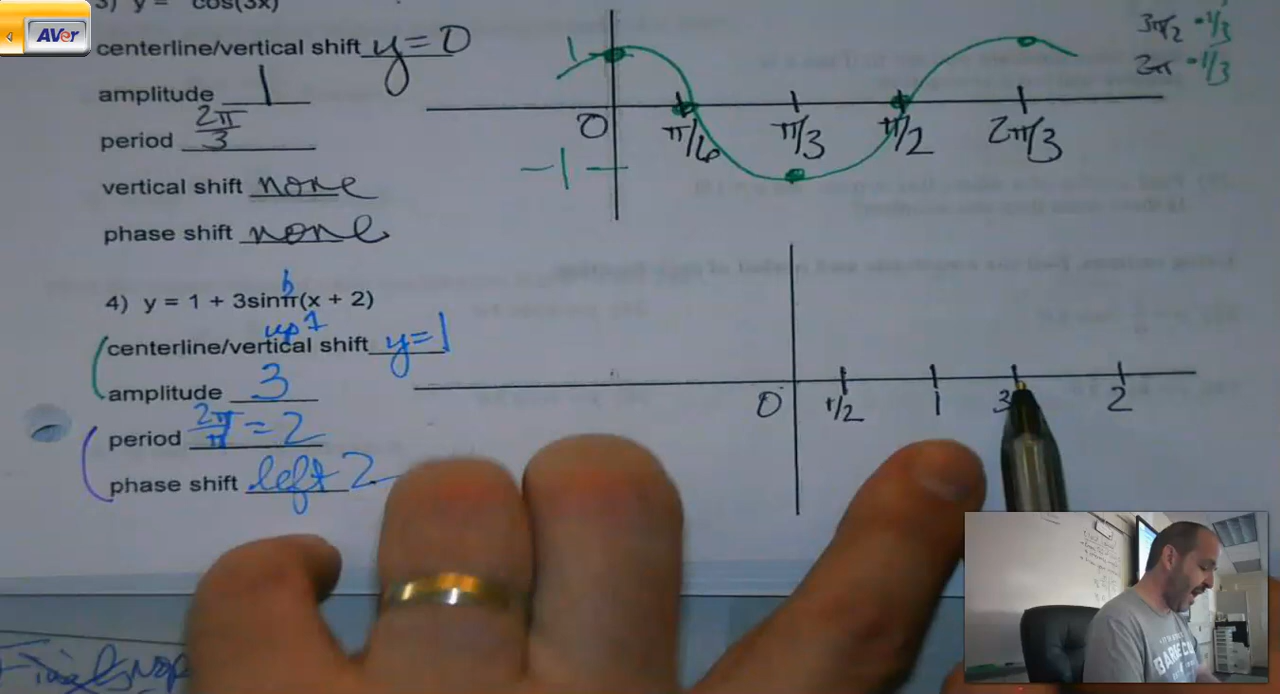 3) y = cos(3x)
AVer
centerline/vertical shift y=0
amplitude 1
period 2π/3
vertical shift none
phase shift none
1
-1
0 π/6 π/3 π/2 2π/3
3π/2 · 1/3
2π · 1/3
b
4) y = 1 + 3sinπ(x + 2)
up 1
centerline/vertical shift y=1
amplitude 3
period 2π/π = 2
phase shift left 2
0 1/2 1 3 2